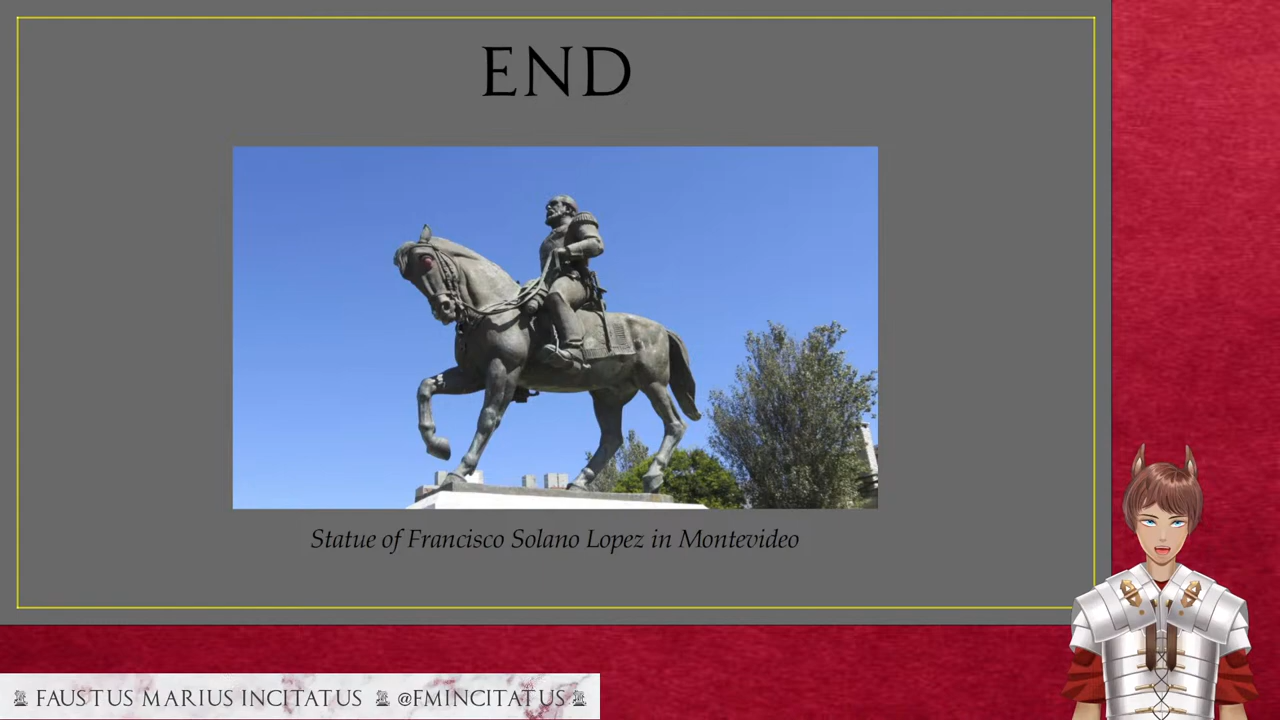 END
Statue of Francisco Solano Lopez in Montevideo
FAUSTUS MARIUS INCITATUS @FMINCITATUS